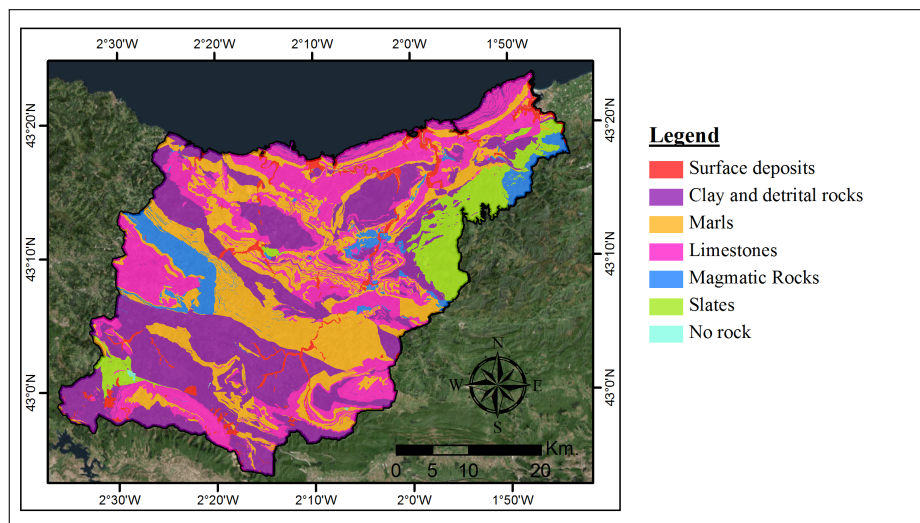 2°30'W 2°20'W 2°10'W 2°0'W 1°50'W
43°20'N 43°20'N
43°10'N 43°10'N
43°0'N 43°0'N
N
W E
S
Km.
0 5 10 20
2°30'W 2°20'W 2°10'W 2°0'W 1°50'W
Legend
Surface deposits
Clay and detrital rocks
Marls
Limestones
Magmatic Rocks
Slates
No rock